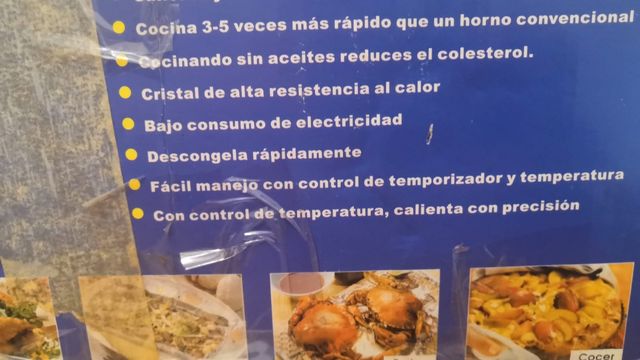 Cocina 3-5 veces más rápido que un horno convencional
Cocinando sin aceites reduces el colesterol.
Cristal de alta resistencia al calor
Bajo consumo de electricidad
Descongela rápidamente
Fácil manejo con control de temporizador y temperatura
Con control de temperatura, calienta con precisión
Cocer